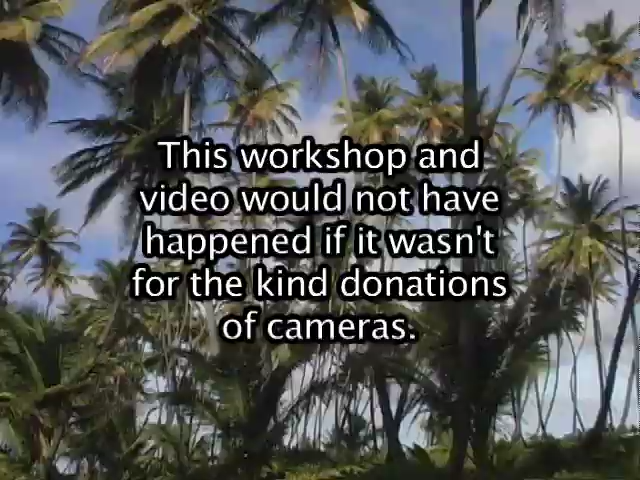 This workshop and
video would not have
happened if it wasn't
for the kind donations
of cameras.